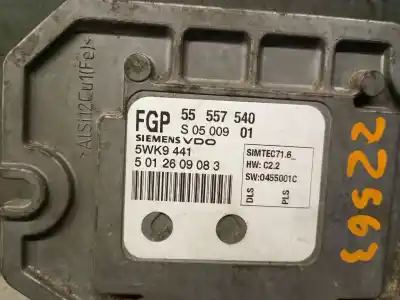 >AlSi12Cu1(Fe)<
FGP 55 557 540
S 05 009 01
SIEMENS VDO
5WK9 441
5 01 26 09 08 3
SIMTEC71.6_
HW: C2.2
SW:0455001C
DLS PLS
22563